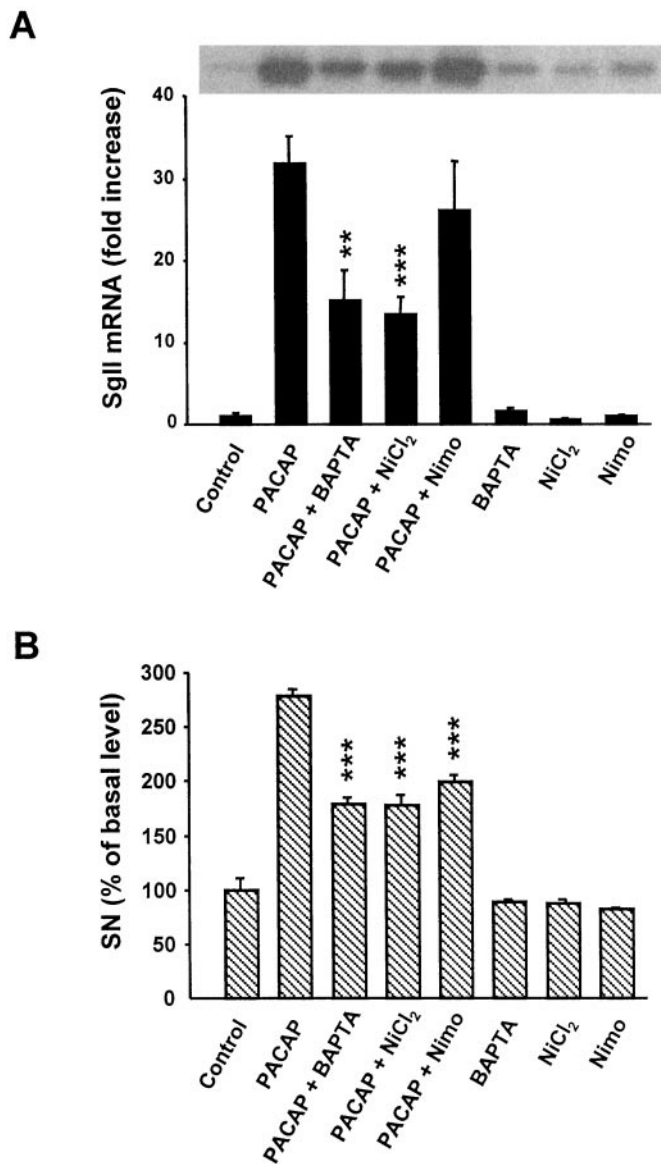 A
40
30
20
10
0
SgII mRNA (fold increase)
**
***
Control
PACAP
PACAP + BAPTA
PACAP + NiCl₂
PACAP + Nimo
BAPTA
NiCl₂
Nimo
B
300
250
200
150
100
50
0
SN (% of basal level)
***
***
***
Control
PACAP
PACAP + BAPTA
PACAP + NiCl₂
PACAP + Nimo
BAPTA
NiCl₂
Nimo